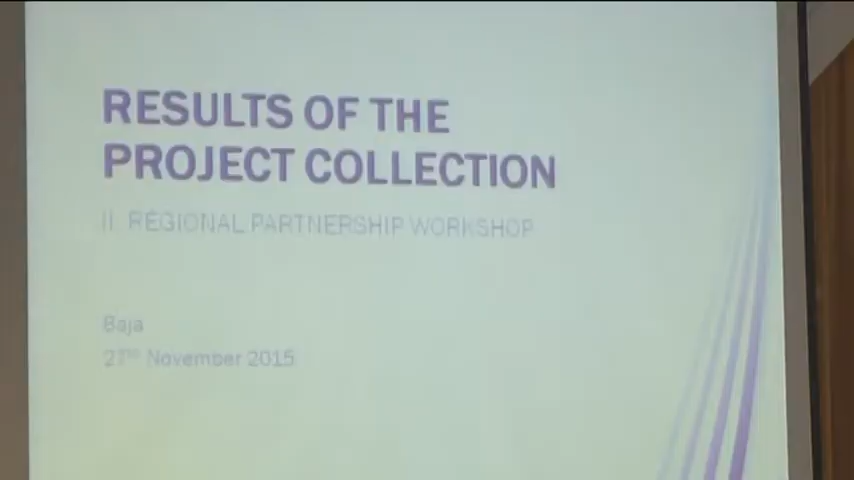 RESULTS OF THE
PROJECT COLLECTION
II. REGIONAL PARTNERSHIP WORKSHOP
Baja
27th November 2015